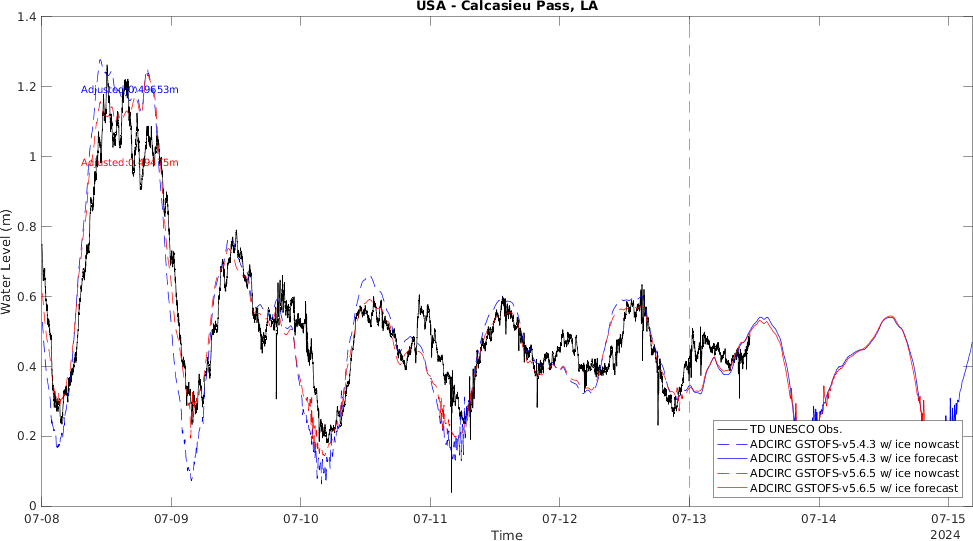 USA - Calcasieu Pass, LA
1.4
1.2
1
0.8
0.6
0.4
0.2
0
Water Level (m)
Adjusted:0.49653m
07-08
07-09
07-10
07-11
07-12
07-13
07-14
07-15
Time
2024
TD UNESCO Obs.
ADCIRC GSTOFS-v5.4.3 w/ ice nowcast
ADCIRC GSTOFS-v5.4.3 w/ ice forecast
ADCIRC GSTOFS-v5.6.5 w/ ice nowcast
ADCIRC GSTOFS-v5.6.5 w/ ice forecast